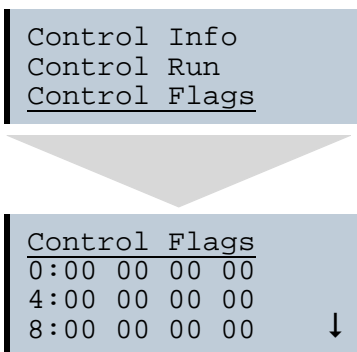 Control Info
Control Run
Control Flags
Control Flags
0:00 00 00 00
4:00 00 00 00
8:00 00 00 00 ↓